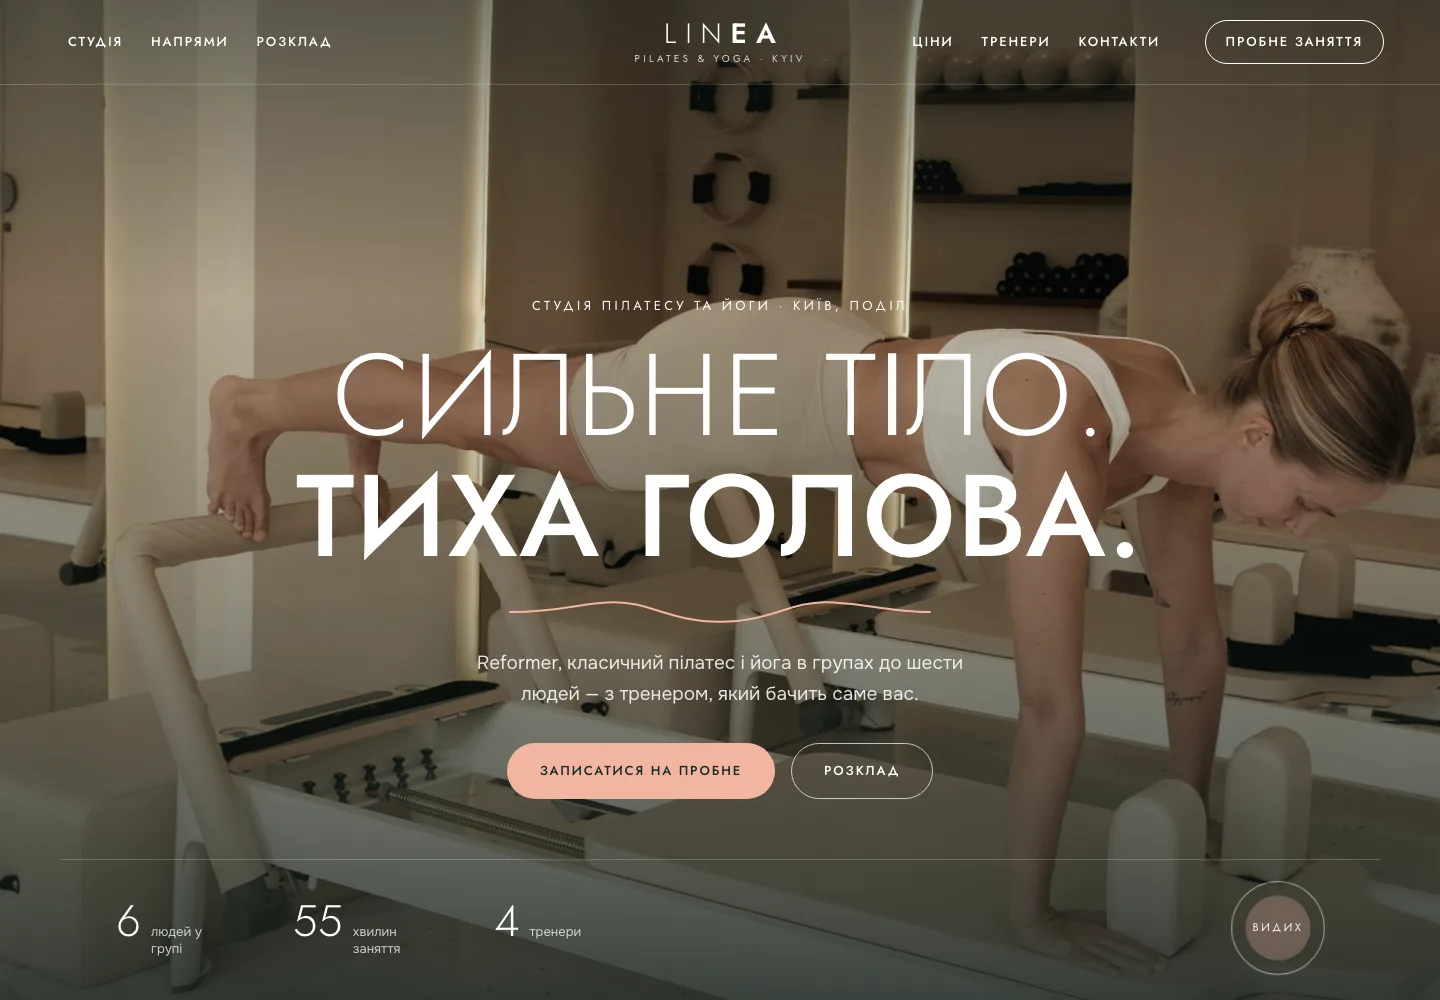 СТУДІЯ НАПРЯМИ РОЗКЛАД
LINEA
PILATES & YOGA · KYIV
ЦІНИ ТРЕНЕРИ КОНТАКТИ ПРОБНЕ ЗАНЯТТЯ
СТУДІЯ ПІЛАТЕСУ ТА ЙОГИ · КИЇВ, ПОДІЛ
СИЛЬНЕ ТІЛО.
ТИХА ГОЛОВА.
Reformer, класичний пілатес і йога в групах до шести
людей — з тренером, який бачить саме вас.
ЗАПИСАТИСЯ НА ПРОБНЕ РОЗКЛАД
6 людей у
групі
55 хвилин
заняття
4 тренери
ВИДИХ